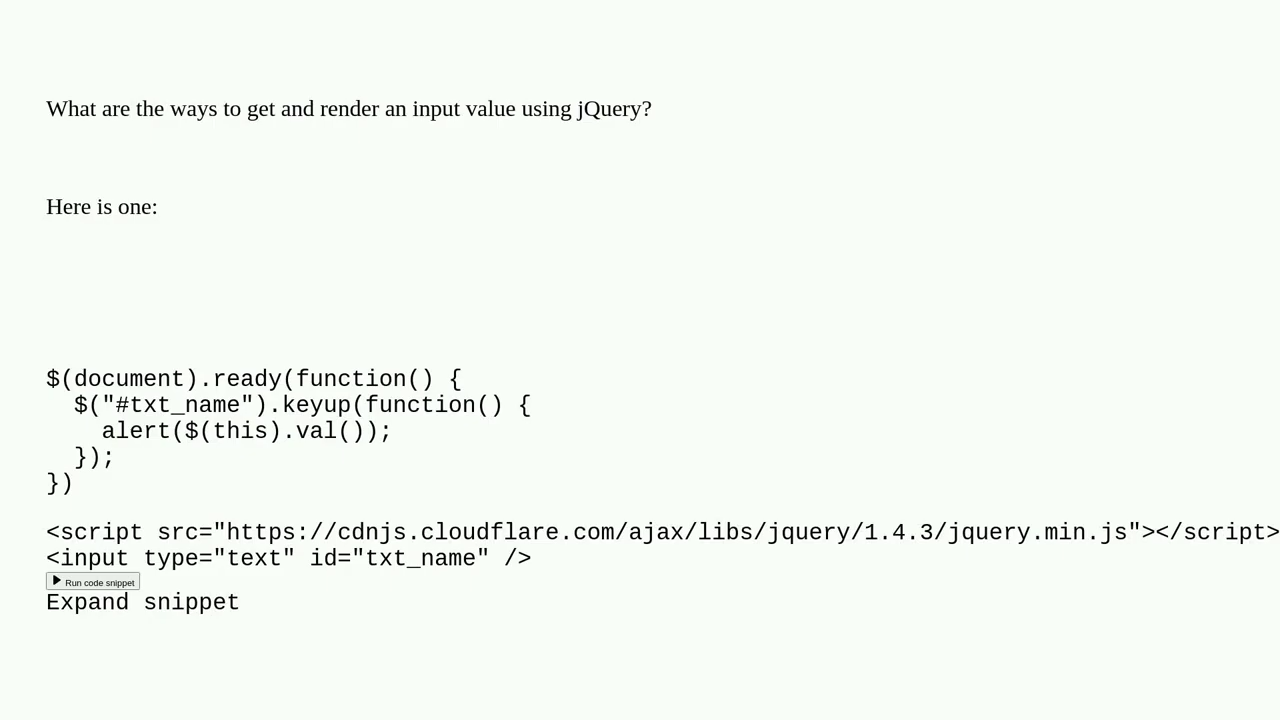 What are the ways to get and render an input value using jQuery?
Here is one:
$(document).ready(function() {
  $("#txt_name").keyup(function() {
    alert($(this).val());
  });
})
<script src="https://cdnjs.cloudflare.com/ajax/libs/jquery/1.4.3/jquery.min.js"></script>
<input type="text" id="txt_name" />
Run code snippet
Expand snippet